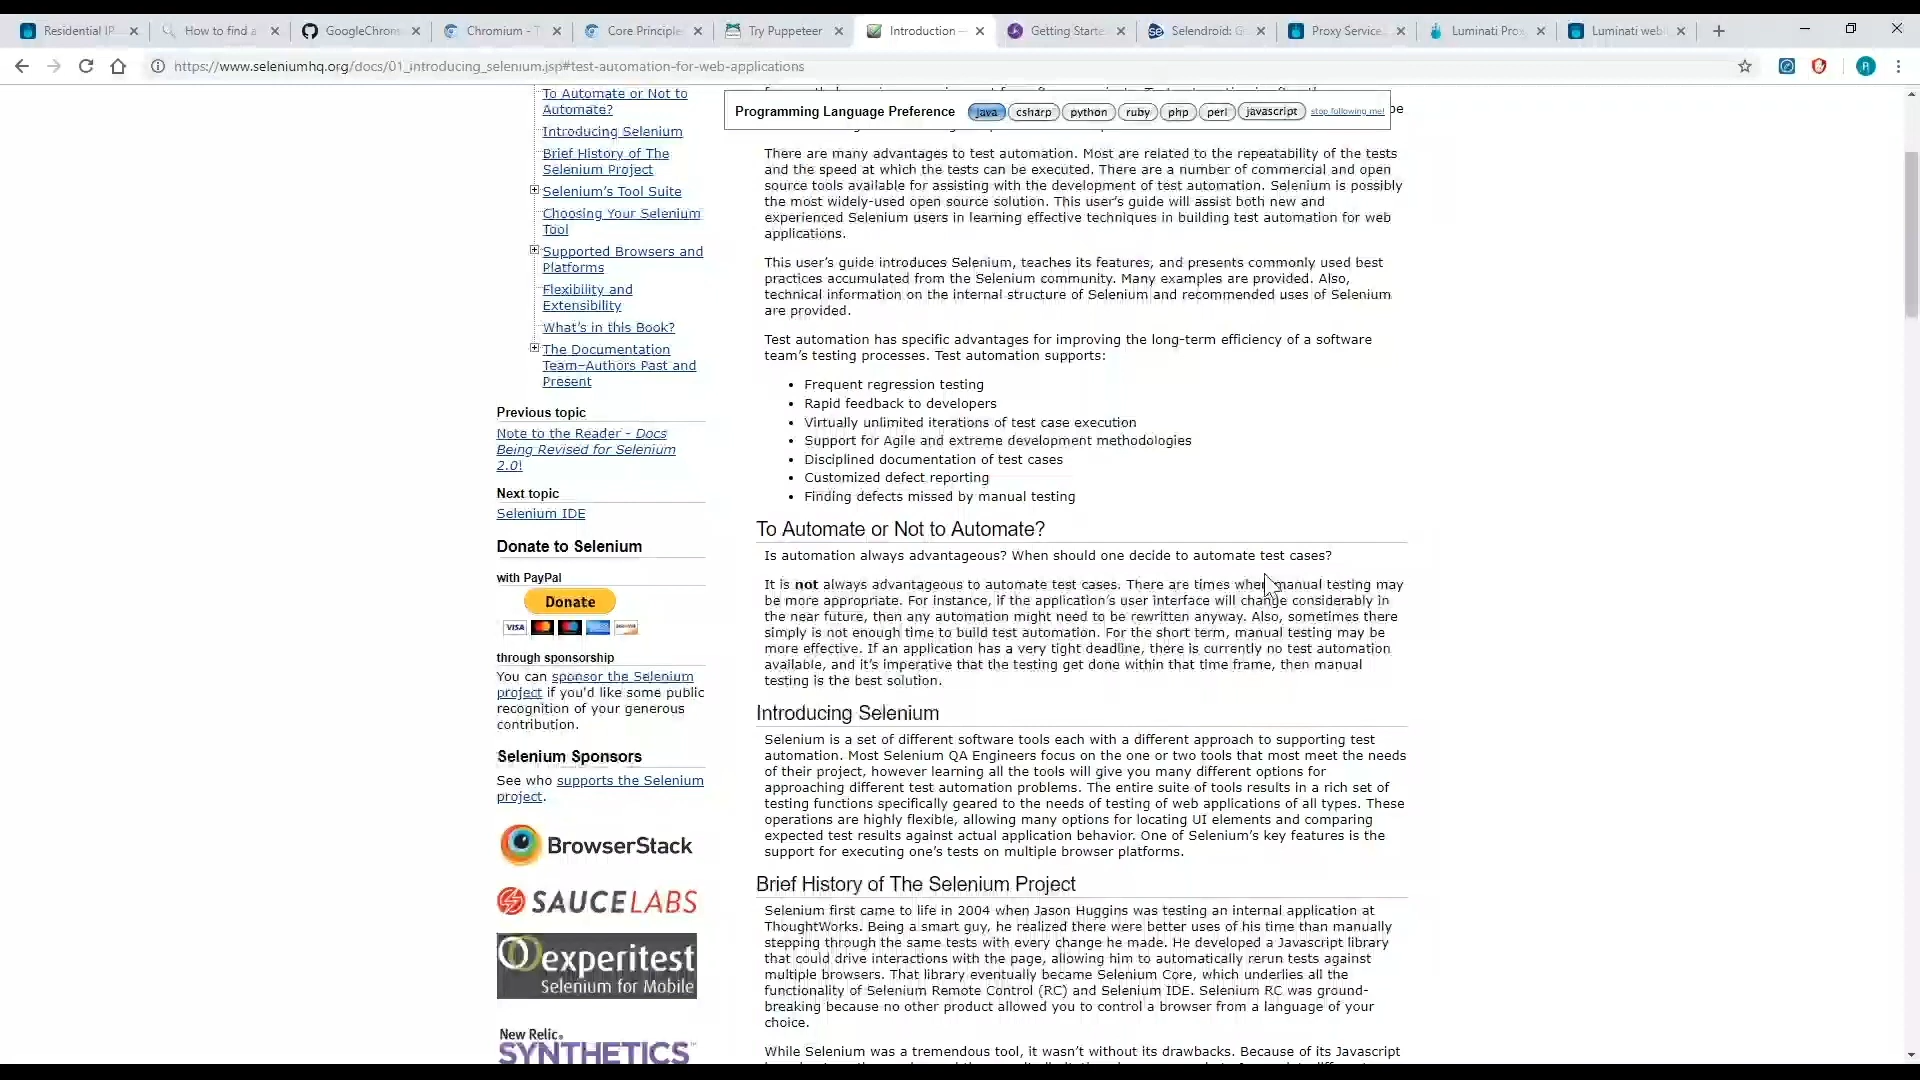 Residential IP
How to find a
GoogleChrom
Chromium - T
Core Principle
Try Puppeteer
Introduction —
Getting Starte
Selendroid: G
Proxy Service
Luminati Prox
Luminati web
https://www.seleniumhq.org/docs/01_introducing_selenium.jsp#test-automation-for-web-applications
R
To Automate or Not to
Automate?
Introducing Selenium
Brief History of The
Selenium Project
Selenium's Tool Suite
Choosing Your Selenium
Tool
Supported Browsers and
Platforms
Flexibility and
Extensibility
What's in this Book?
The Documentation
Team–Authors Past and
Present
Previous topic
Note to the Reader - Docs
Being Revised for Selenium
2.0!
Next topic
Selenium IDE
Donate to Selenium
with PayPal
Donate
VISA
through sponsorship
You can sponsor the Selenium
project if you'd like some public
recognition of your generous
contribution.
Selenium Sponsors
See who supports the Selenium
project.
BrowserStack
SAUCELABS
experitest
Selenium for Mobile
New Relic.
SYNTHETICS
Programming Language Preference java csharp python ruby php perl javascript stop following me!
be
There are many advantages to test automation. Most are related to the repeatability of the tests
and the speed at which the tests can be executed. There are a number of commercial and open
source tools available for assisting with the development of test automation. Selenium is possibly
the most widely-used open source solution. This user's guide will assist both new and
experienced Selenium users in learning effective techniques in building test automation for web
applications.
This user's guide introduces Selenium, teaches its features, and presents commonly used best
practices accumulated from the Selenium community. Many examples are provided. Also,
technical information on the internal structure of Selenium and recommended uses of Selenium
are provided.
Test automation has specific advantages for improving the long-term efficiency of a software
team's testing processes. Test automation supports:
• Frequent regression testing
• Rapid feedback to developers
• Virtually unlimited iterations of test case execution
• Support for Agile and extreme development methodologies
• Disciplined documentation of test cases
• Customized defect reporting
• Finding defects missed by manual testing
To Automate or Not to Automate?
Is automation always advantageous? When should one decide to automate test cases?
It is not always advantageous to automate test cases. There are times when manual testing may
be more appropriate. For instance, if the application's user interface will change considerably in
the near future, then any automation might need to be rewritten anyway. Also, sometimes there
simply is not enough time to build test automation. For the short term, manual testing may be
more effective. If an application has a very tight deadline, there is currently no test automation
available, and it's imperative that the testing get done within that time frame, then manual
testing is the best solution.
Introducing Selenium
Selenium is a set of different software tools each with a different approach to supporting test
automation. Most Selenium QA Engineers focus on the one or two tools that most meet the needs
of their project, however learning all the tools will give you many different options for
approaching different test automation problems. The entire suite of tools results in a rich set of
testing functions specifically geared to the needs of testing of web applications of all types. These
operations are highly flexible, allowing many options for locating UI elements and comparing
expected test results against actual application behavior. One of Selenium's key features is the
support for executing one's tests on multiple browser platforms.
Brief History of The Selenium Project
Selenium first came to life in 2004 when Jason Huggins was testing an internal application at
ThoughtWorks. Being a smart guy, he realized there were better uses of his time than manually
stepping through the same tests with every change he made. He developed a Javascript library
that could drive interactions with the page, allowing him to automatically rerun tests against
multiple browsers. That library eventually became Selenium Core, which underlies all the
functionality of Selenium Remote Control (RC) and Selenium IDE. Selenium RC was ground-
breaking because no other product allowed you to control a browser from a language of your
choice.
While Selenium was a tremendous tool, it wasn't without its drawbacks. Because of its Javascript